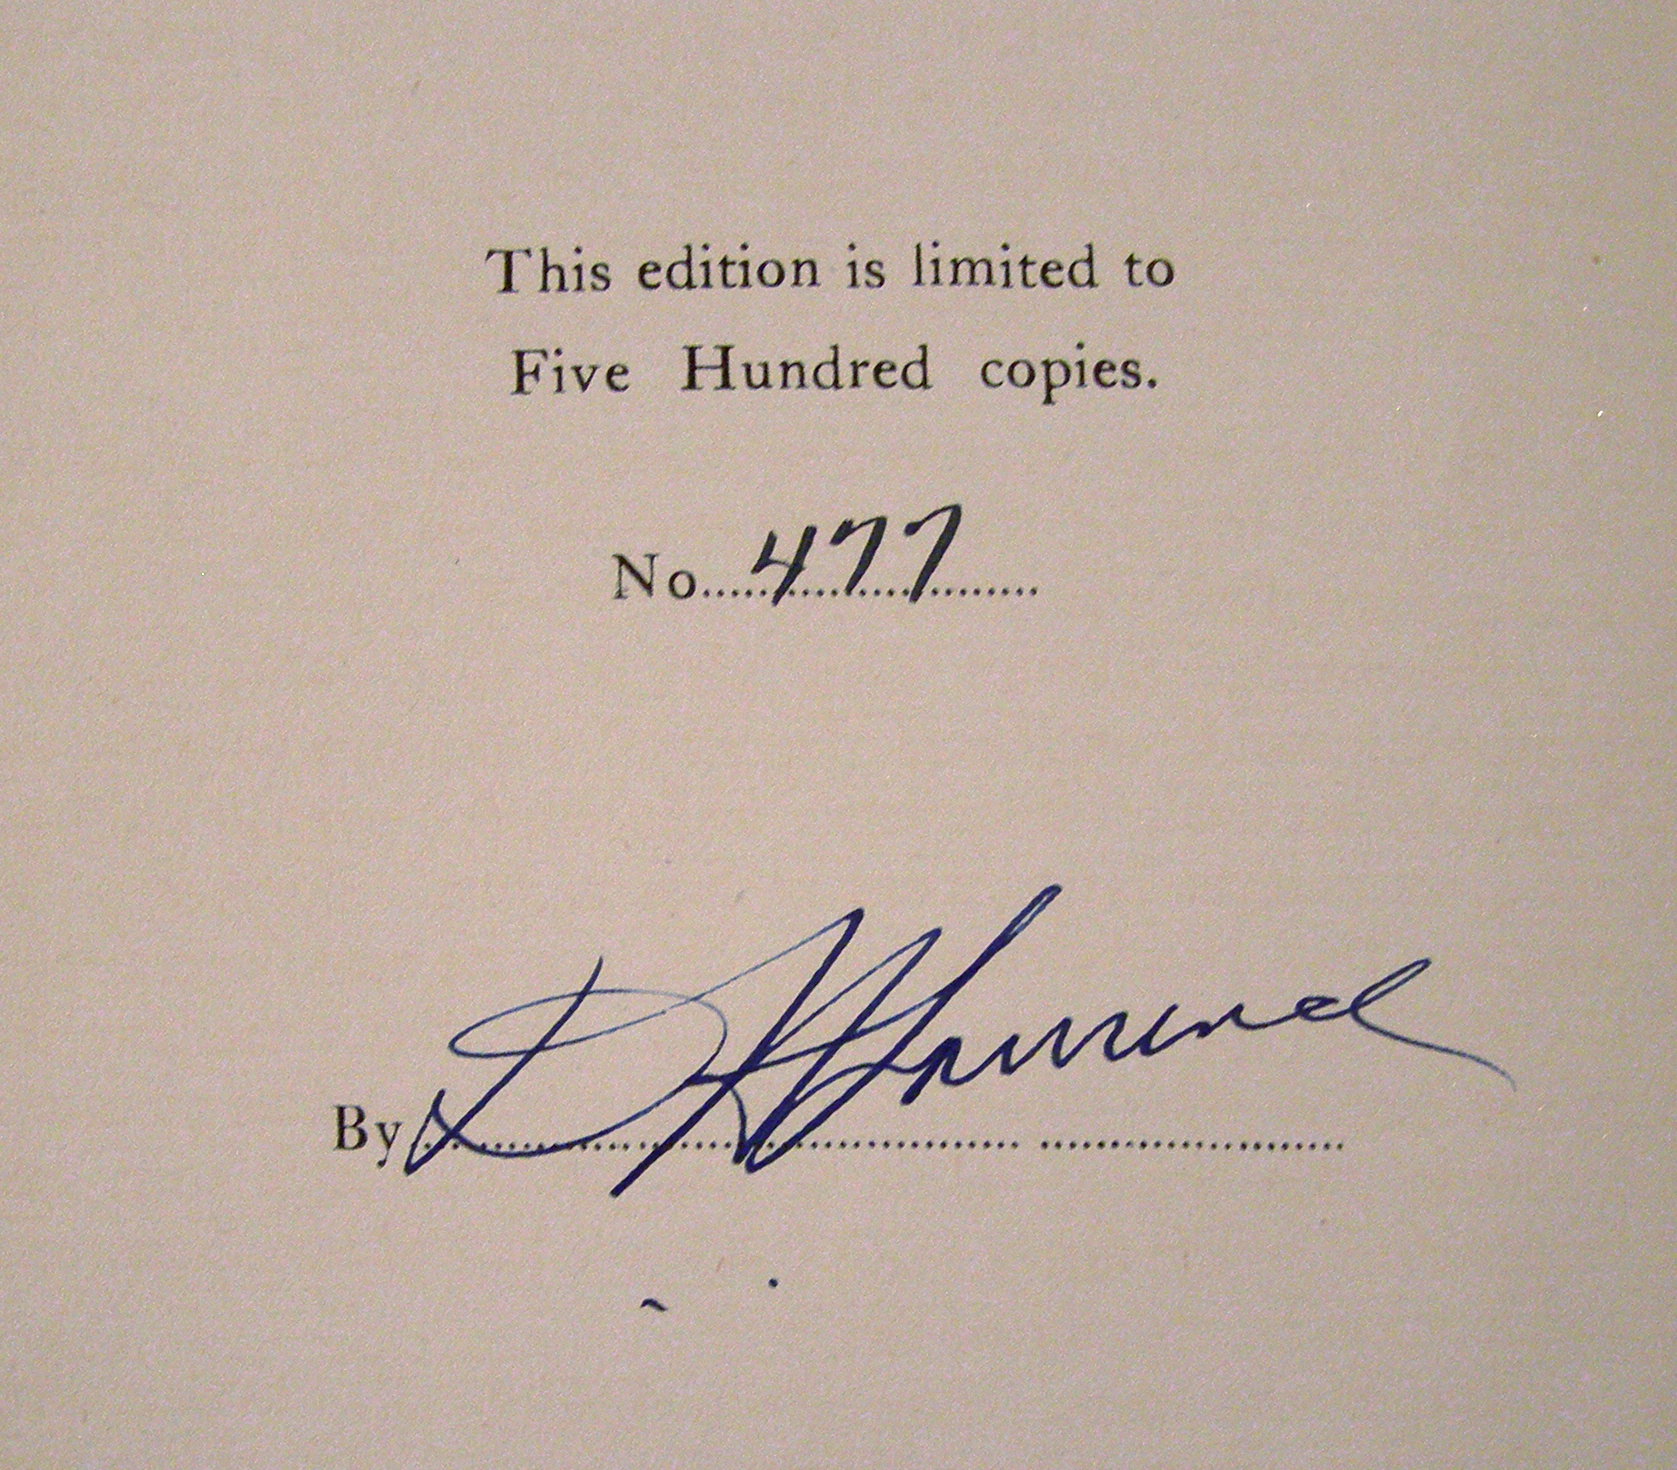 This edition is limited to
Five Hundred copies.
No. 477
By